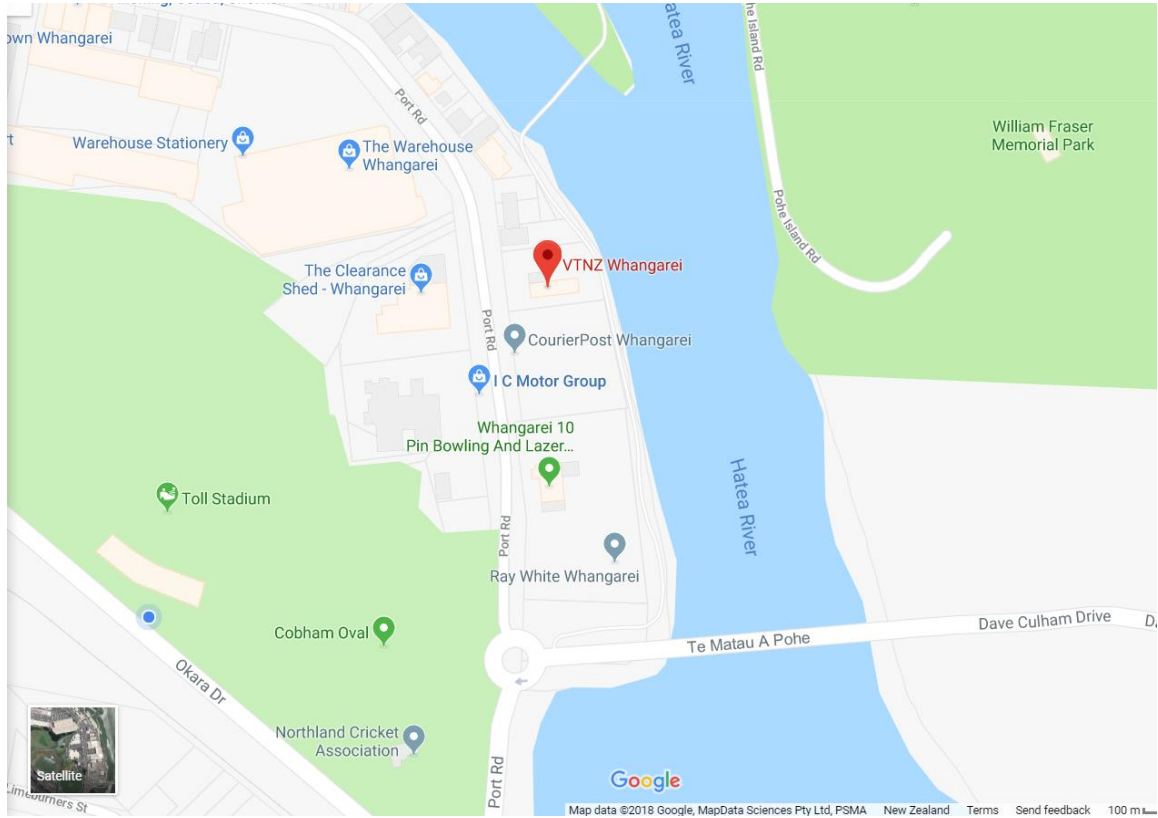 own Whangarei
Port Rd
Hatea River
Pohe Island Rd
William Fraser
Memorial Park
Warehouse Stationery
The Warehouse
Whangarei
rt
Pohe Island Rd
VTNZ Whangarei
The Clearance
Shed - Whangarei
Port Rd
CourierPost Whangarei
I C Motor Group
Whangarei 10
Pin Bowling And Lazer...
Hatea River
Toll Stadium
Port Rd
Ray White Whangarei
Cobham Oval
Te Matau A Pohe
Dave Culham Drive
Da
Okara Dr
Northland Cricket
Association
Port Rd
Satellite
Limeburners St
Google
Map data ©2018 Google, MapData Sciences Pty Ltd, PSMA New Zealand Terms Send feedback 100 m